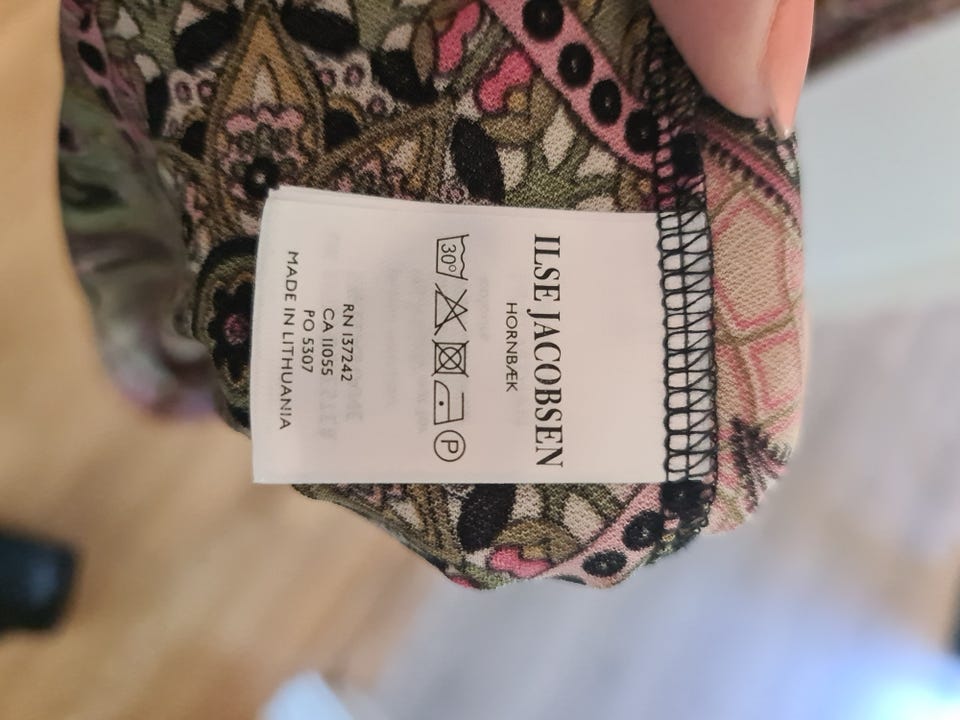 ILSE JACOBSEN
HORNBÆK
30°
P
RN 137242
CA 11055
PO 5307
MADE IN LITHUANIA